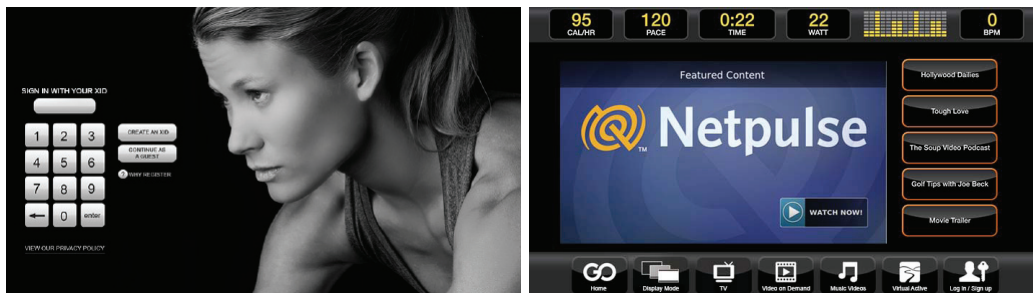 SIGN IN WITH YOUR XID
1 2 3
4 5 6
7 8 9
0 enter
CREATE AN XID
CONTINUE AS
A GUEST
? WHY REGISTER
VIEW OUR PRIVACY POLICY
95 120 0:22 22 0
CAL/HR PACE TIME WATT BPM
Featured Content
Netpulse
TM
WATCH NOW!
Hollywood Dailies
Tough Love
The Soup Video Podcast
Golf Tips with Joe Beck
Movie Trailer
GO
Home Display Mode TV Video on Demand Music Videos Virtual Active Log In / Sign up